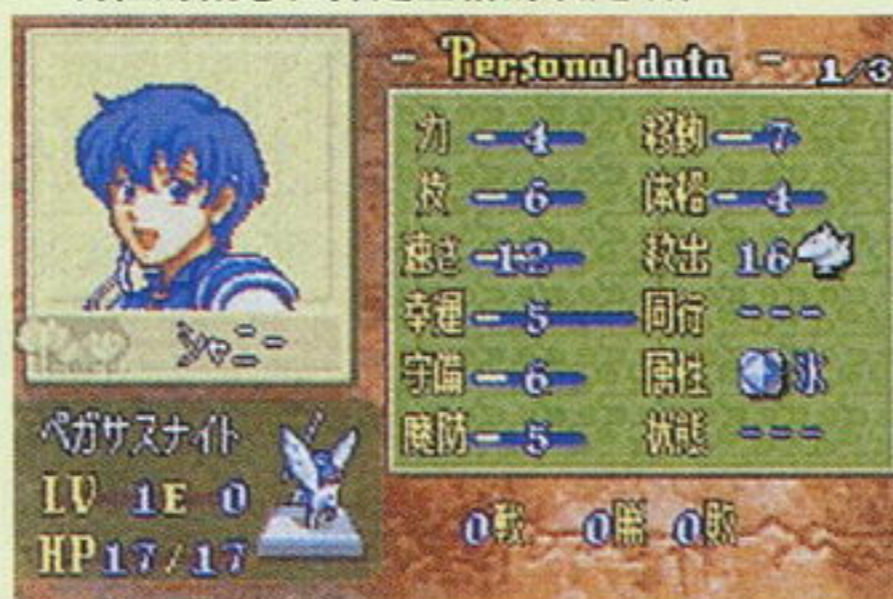 - Personal data - 1/3
力 4 移動 7
技 6 体格 4
速さ 12 救出 16
幸運 5 同行 ---
守備 6 属性 氷
魔防 5 状態 ---
シャニー
ペガサスナイト
LV 1 E 0
HP 17/17
0戦 0勝 0敗